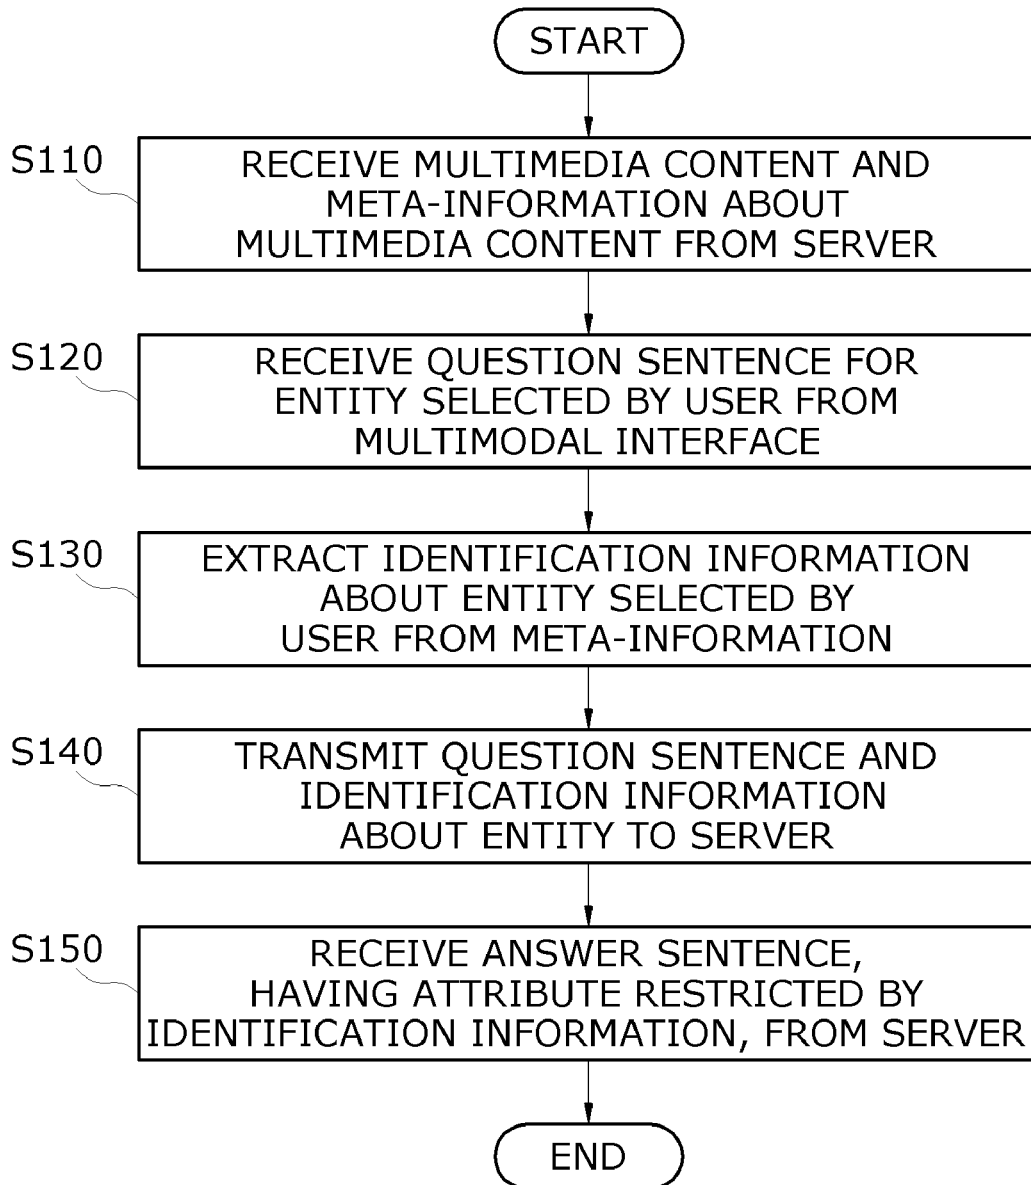 START
S110
RECEIVE MULTIMEDIA CONTENT AND
META-INFORMATION ABOUT
MULTIMEDIA CONTENT FROM SERVER
S120
RECEIVE QUESTION SENTENCE FOR
ENTITY SELECTED BY USER FROM
MULTIMODAL INTERFACE
S130
EXTRACT IDENTIFICATION INFORMATION
ABOUT ENTITY SELECTED BY
USER FROM META-INFORMATION
S140
TRANSMIT QUESTION SENTENCE AND
IDENTIFICATION INFORMATION
ABOUT ENTITY TO SERVER
S150
RECEIVE ANSWER SENTENCE,
HAVING ATTRIBUTE RESTRICTED BY
IDENTIFICATION INFORMATION, FROM SERVER
END